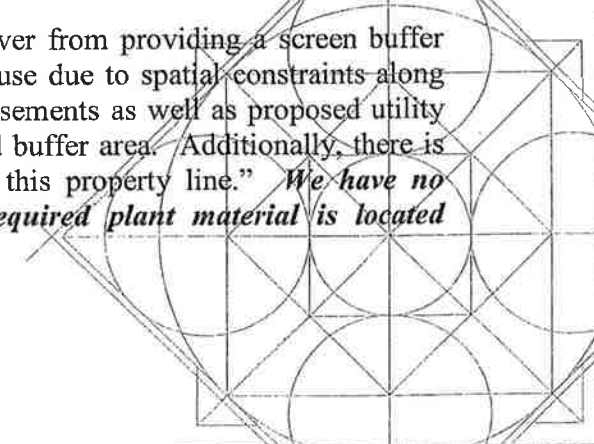 ver from providing a screen buffer
use due to spatial constraints along
sements as well as proposed utility
l buffer area. Additionally, there is
this property line.” We have no
equired plant material is located